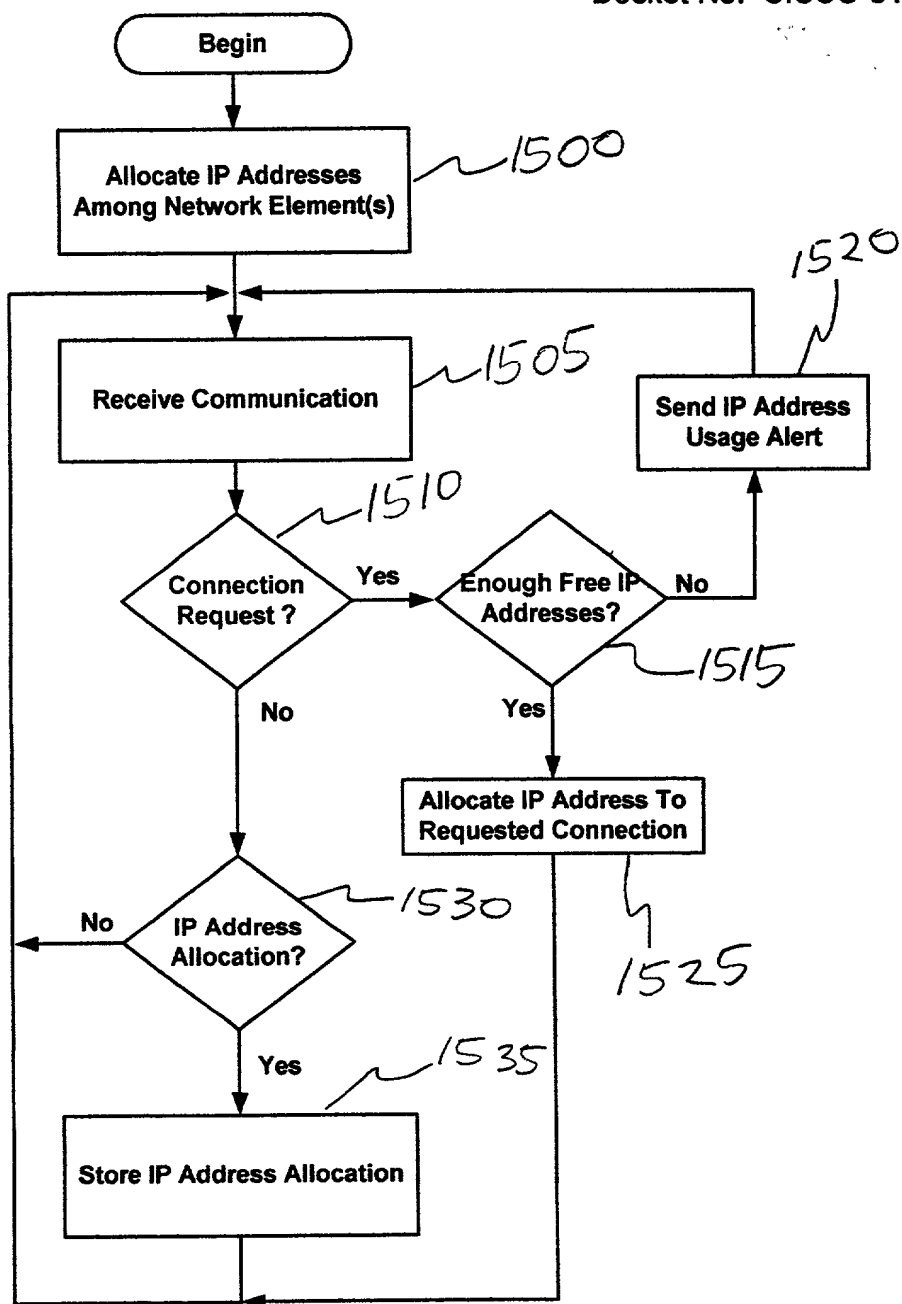 Begin
Allocate IP Addresses
Among Network Element(s)
1500
1520
Receive Communication
1505
Send IP Address
Usage Alert
1510
Connection
Request ?
Yes
Enough Free IP
Addresses?
No
1515
No
Yes
Allocate IP Address To
Requested Connection
1525
No
IP Address
Allocation?
1530
Yes
1535
Store IP Address Allocation